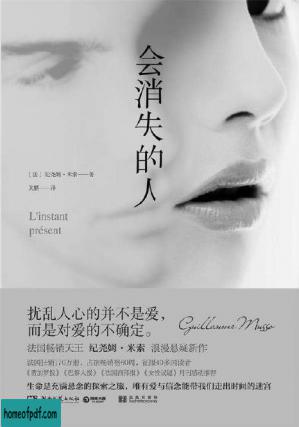 会消失的人
［法］纪尧姆·米索——著
L'instant
présent
扰乱人心的并不是爱，
而是对爱的不确定。
Guillaume Musso
法国畅销天王 纪尧姆·米索 浪漫悬疑新作
生命是充满悬念的探索之旅，唯有爱与信念能带我们走出时间的迷宫
homeofpdf.com